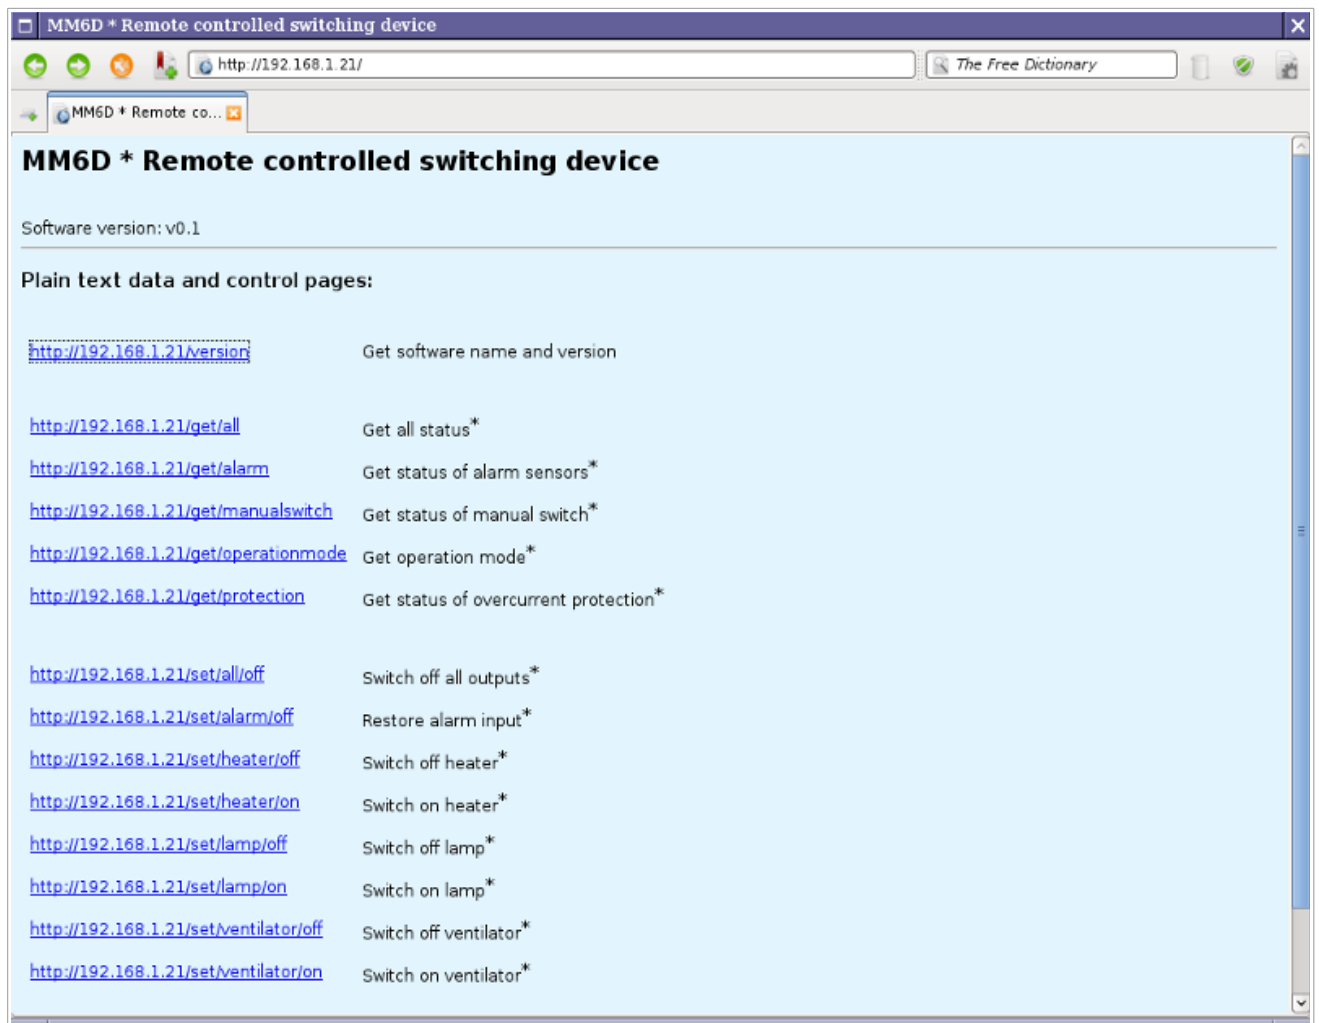 MM6D * Remote controlled switching device
http://192.168.1.21/
The Free Dictionary
MM6D * Remote co...
MM6D * Remote controlled switching device
Software version: v0.1
Plain text data and control pages:
http://192.168.1.21/version Get software name and version
http://192.168.1.21/get/all Get all status*
http://192.168.1.21/get/alarm Get status of alarm sensors*
http://192.168.1.21/get/manualswitch Get status of manual switch*
http://192.168.1.21/get/operationmode Get operation mode*
http://192.168.1.21/get/protection Get status of overcurrent protection*
http://192.168.1.21/set/all/off Switch off all outputs*
http://192.168.1.21/set/alarm/off Restore alarm input*
http://192.168.1.21/set/heater/off Switch off heater*
http://192.168.1.21/set/heater/on Switch on heater*
http://192.168.1.21/set/lamp/off Switch off lamp*
http://192.168.1.21/set/lamp/on Switch on lamp*
http://192.168.1.21/set/ventilator/off Switch off ventilator*
http://192.168.1.21/set/ventilator/on Switch on ventilator*